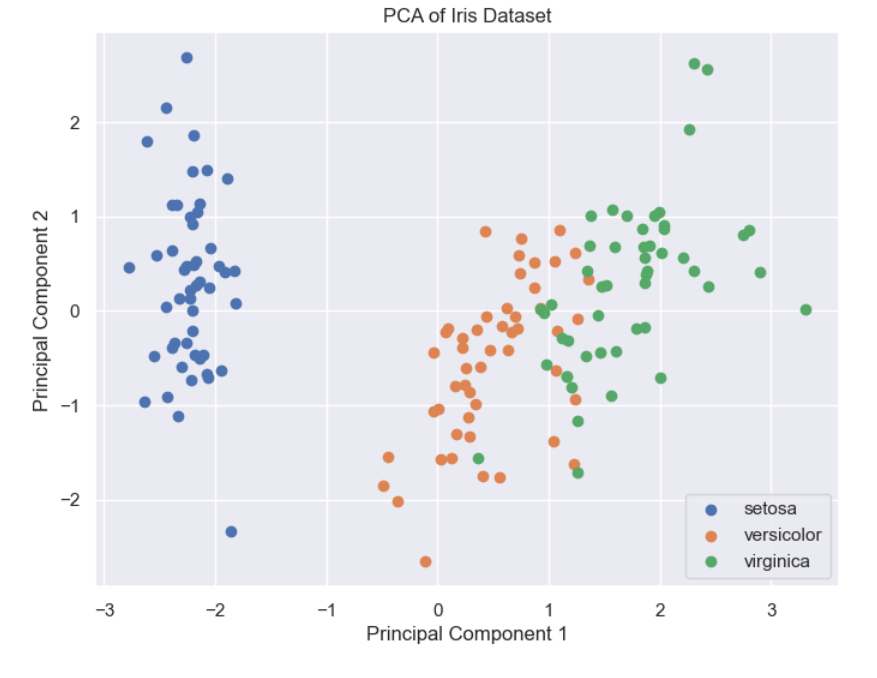 PCA of Iris Dataset
Principal Component 2
2
1
0
−1
−2
setosa
versicolor
virginica
−3 −2 −1 0 1 2 3
Principal Component 1